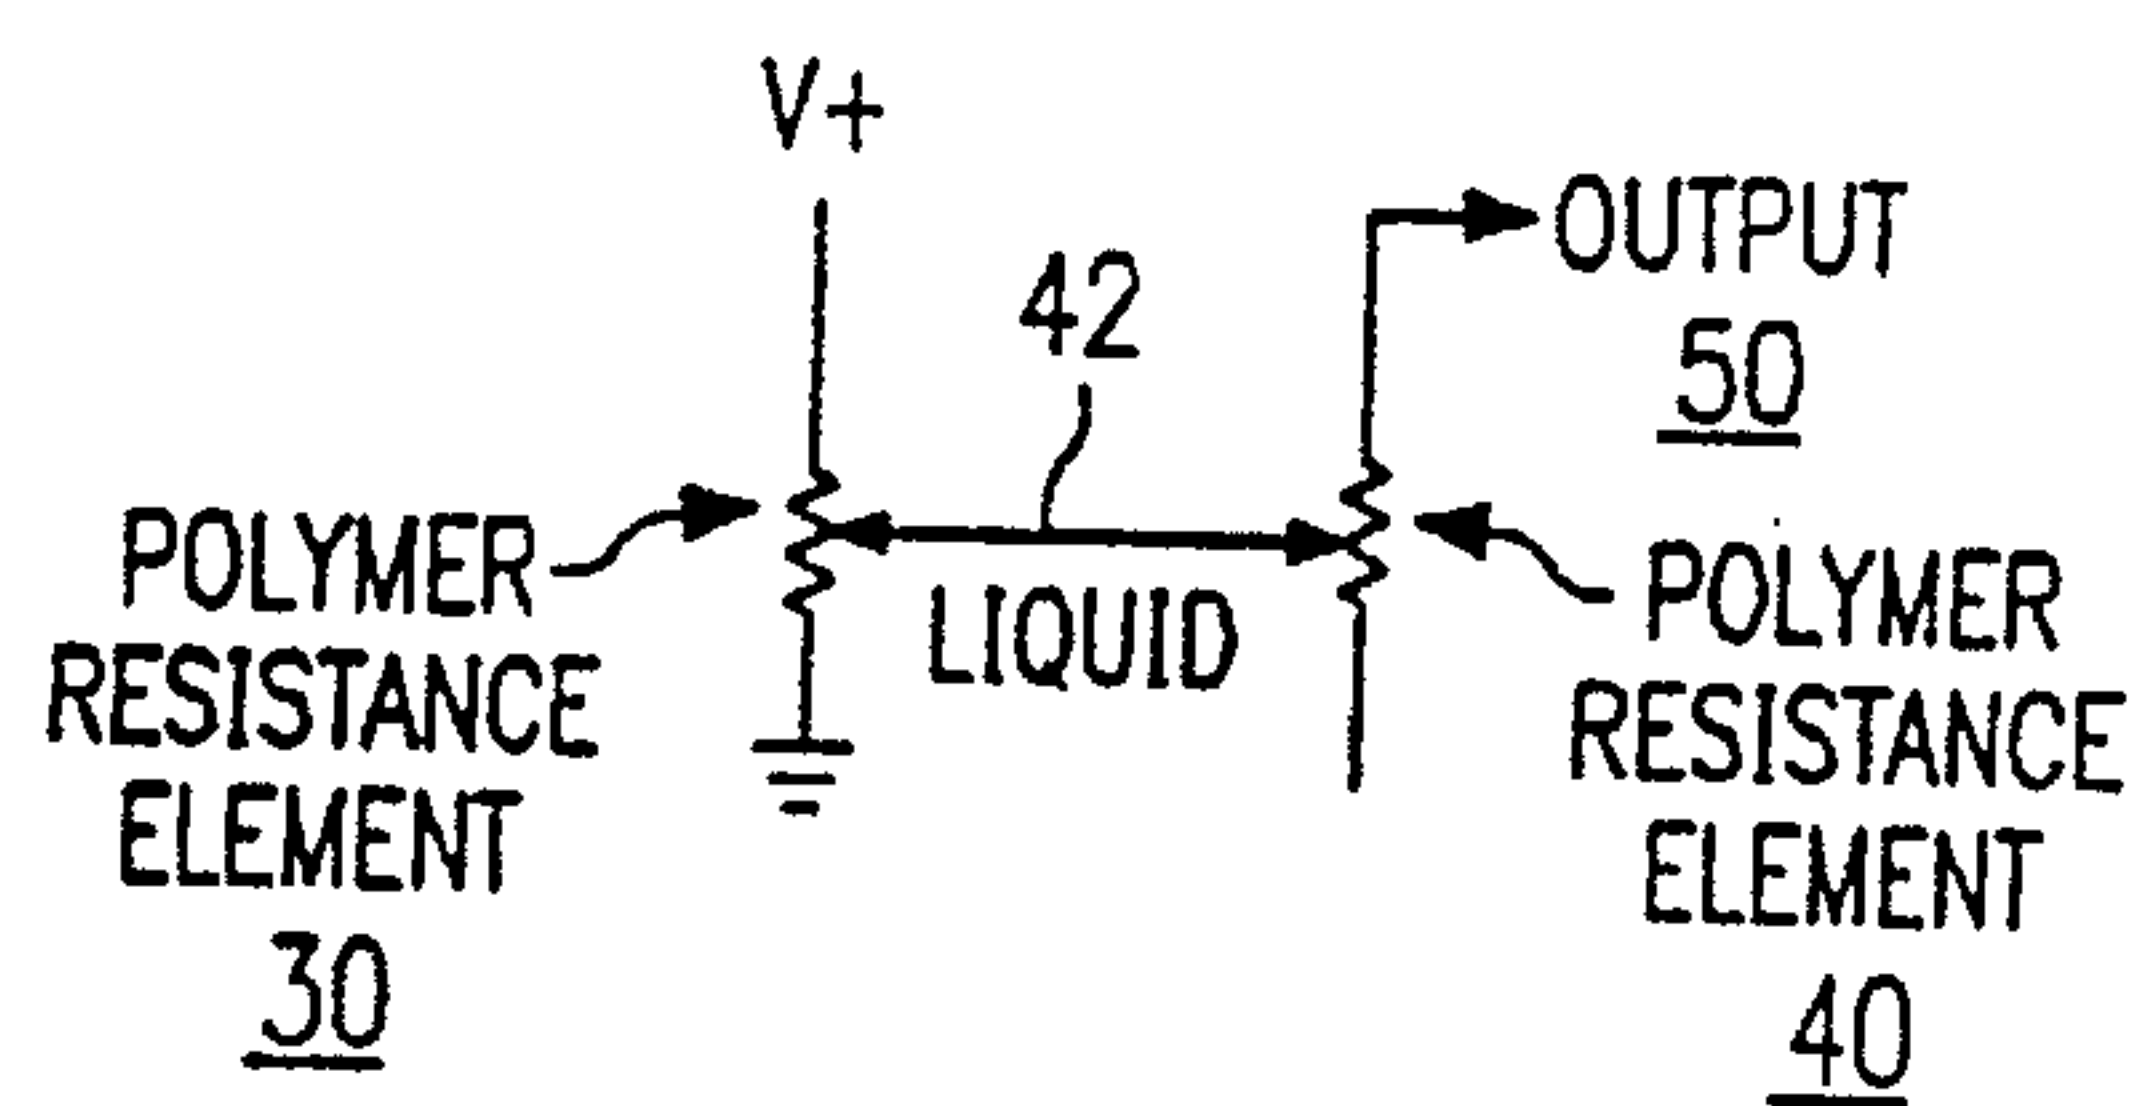 V+
OUTPUT
50
42
POLYMER
RESISTANCE
ELEMENT
30
LIQUID
POLYMER
RESISTANCE
ELEMENT
40